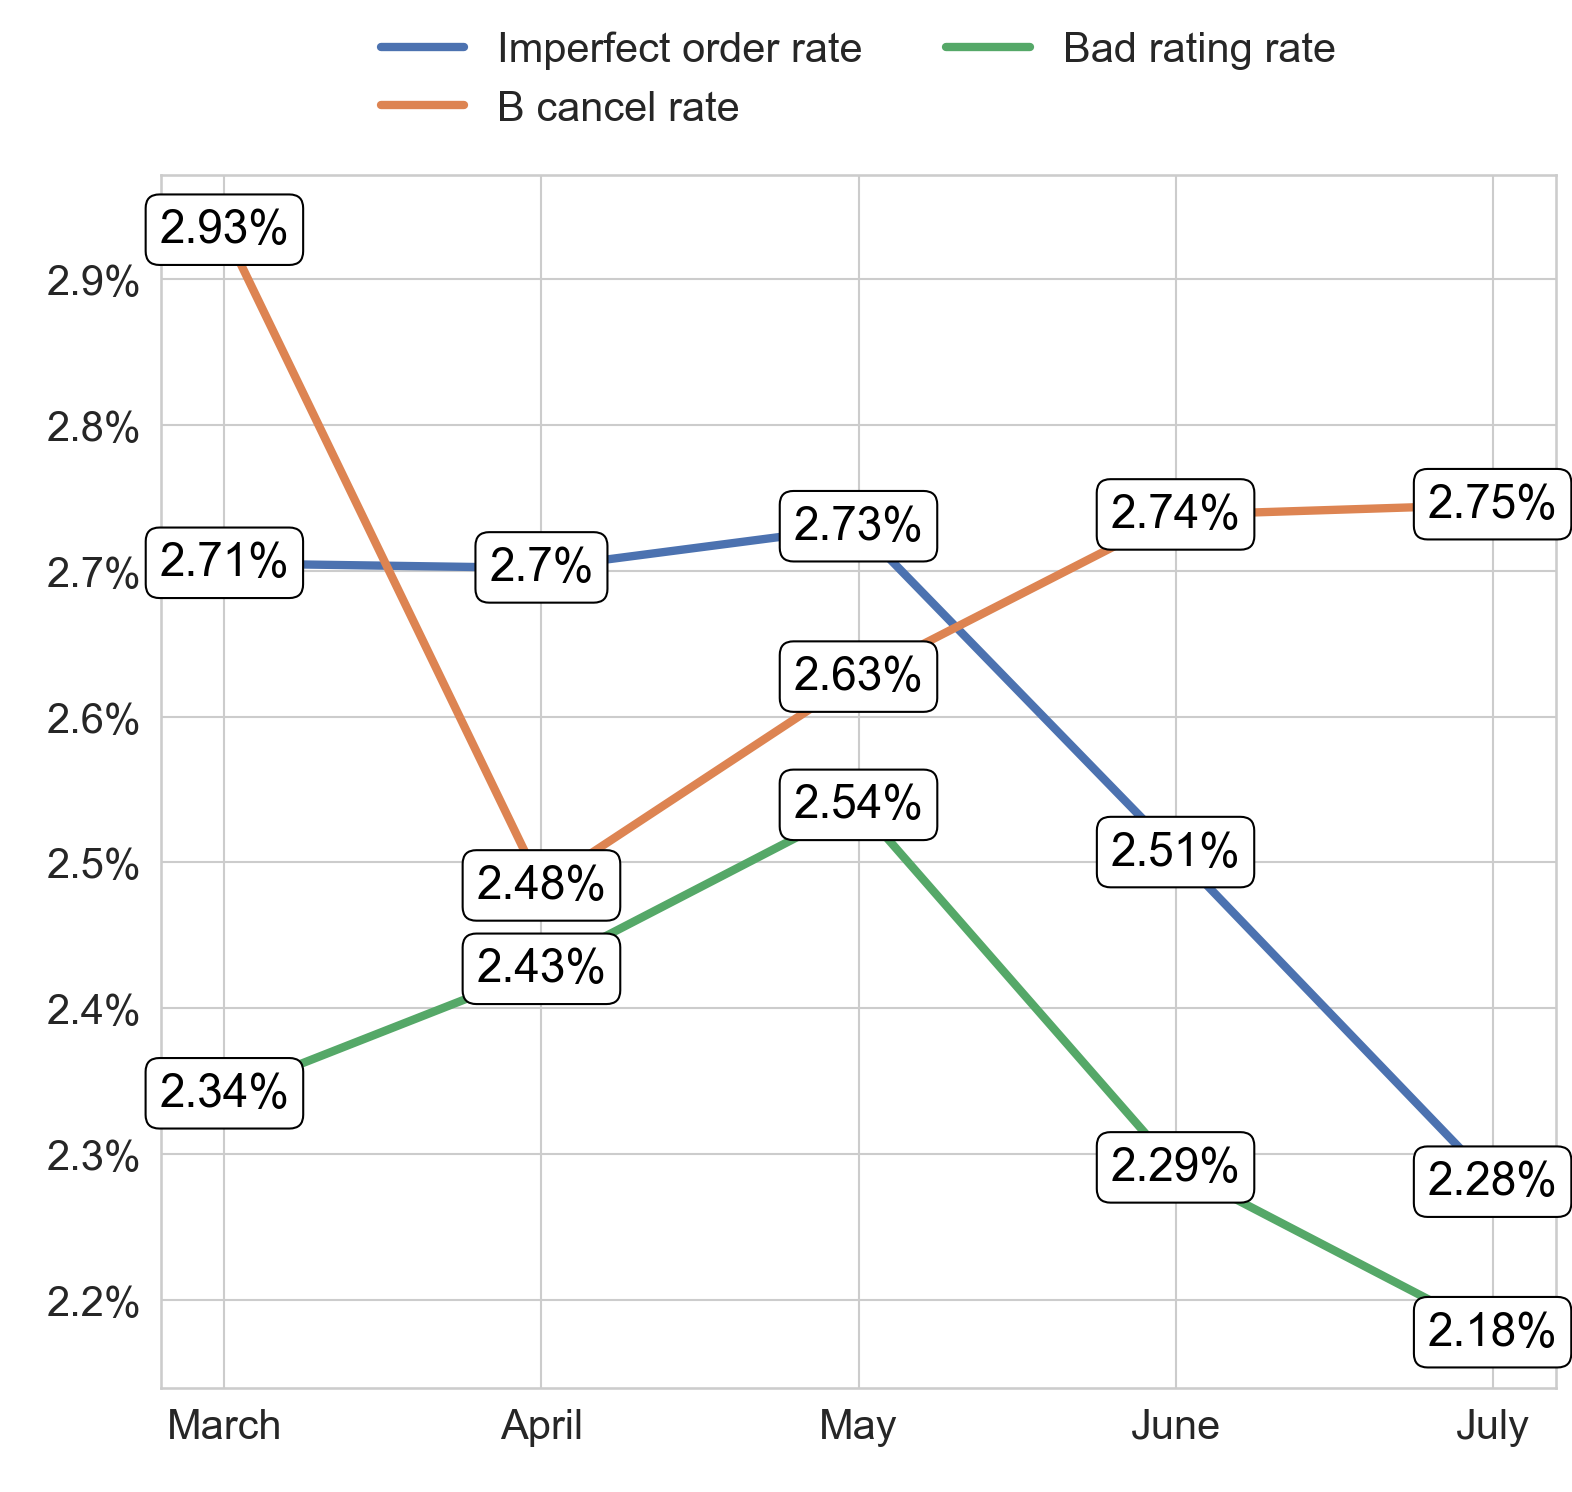 Imperfect order rate
Bad rating rate
B cancel rate
2.93%
2.9%
2.8%
2.75%
2.74%
2.73%
2.71%
2.7%
2.7%
2.63%
2.6%
2.54%
2.51%
2.5%
2.48%
2.43%
2.4%
2.34%
2.3%
2.29%
2.28%
2.2%
2.18%
March
April
May
June
July